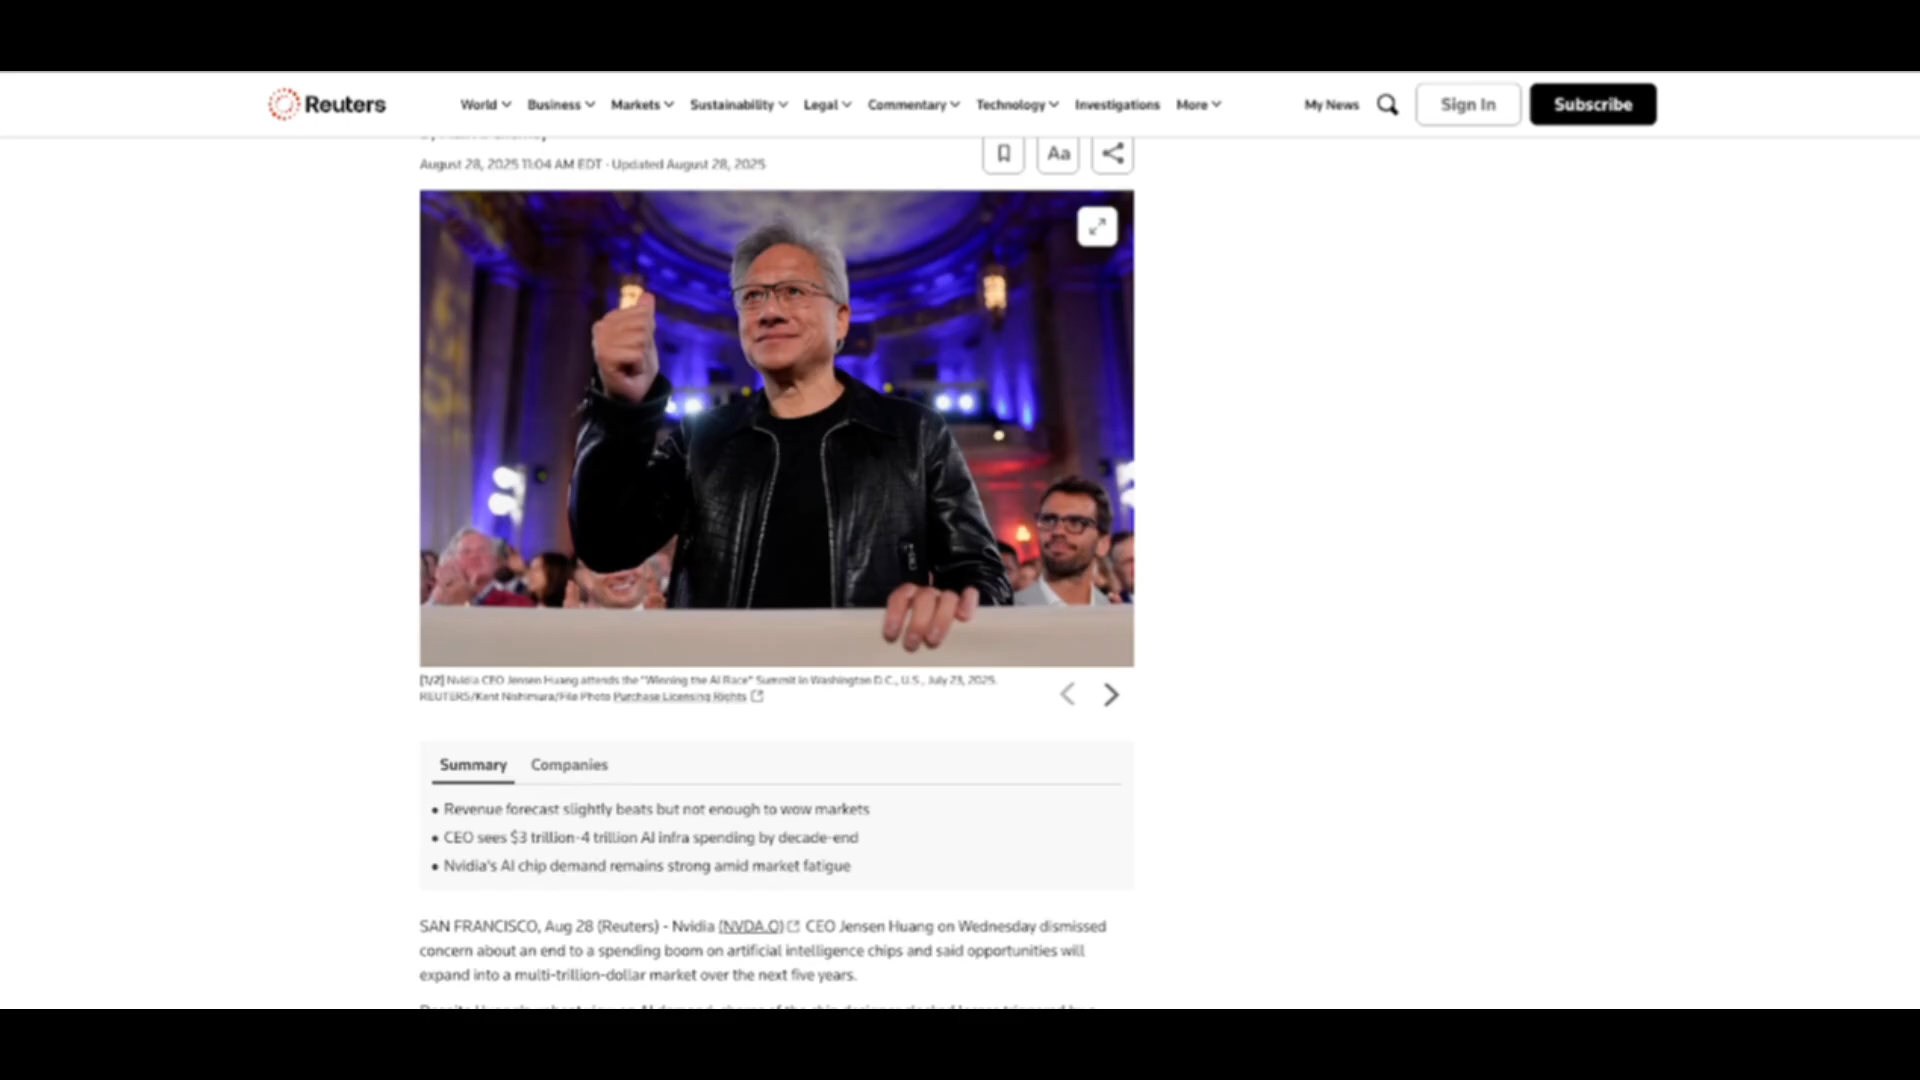 Reuters
World Business Markets Sustainability Legal Commentary Technology Investigations More My News Sign In Subscribe
August 28, 2025 11:04 AM EDT · Updated August 28, 2025
Aa
[1/2] Nvidia CEO Jensen Huang attends the "Winning the AI Race" Summit in Washington D.C., U.S., July 23, 2025.
REUTERS/Kent Nishimura/File Photo Purchase Licensing Rights
Summary Companies
• Revenue forecast slightly beats but not enough to wow markets
• CEO sees $3 trillion-4 trillion AI infra spending by decade-end
• Nvidia's AI chip demand remains strong amid market fatigue
SAN FRANCISCO, Aug 28 (Reuters) - Nvidia (NVDA.O) CEO Jensen Huang on Wednesday dismissed
concern about an end to a spending boom on artificial intelligence chips and said opportunities will
expand into a multi-trillion-dollar market over the next five years.